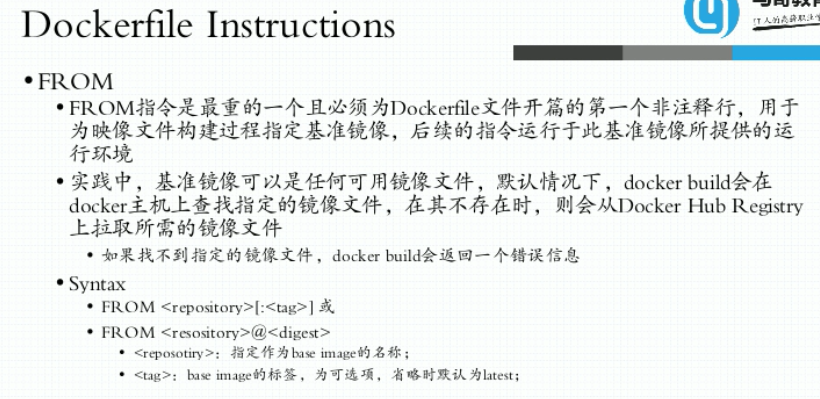 Dockerfile Instructions
•FROM
•FROM指令是最重的一个且必须为Dockerfile文件开篇的第一个非注释行，用于
为映像文件构建过程指定基准镜像，后续的指令运行于此基准镜像所提供的运
行环境
•实践中，基准镜像可以是任何可用镜像文件，默认情况下，docker build会在
docker主机上查找指定的镜像文件，在其不存在时，则会从Docker Hub Registry
上拉取所需的镜像文件
•如果找不到指定的镜像文件，docker build会返回一个错误信息
•Syntax
•FROM <repository>[:<tag>] 或
•FROM <resository>@<digest>
•<reposotiry>：指定作为base image的名称；
•<tag>：base image的标签，为可选项，省略时默认为latest；